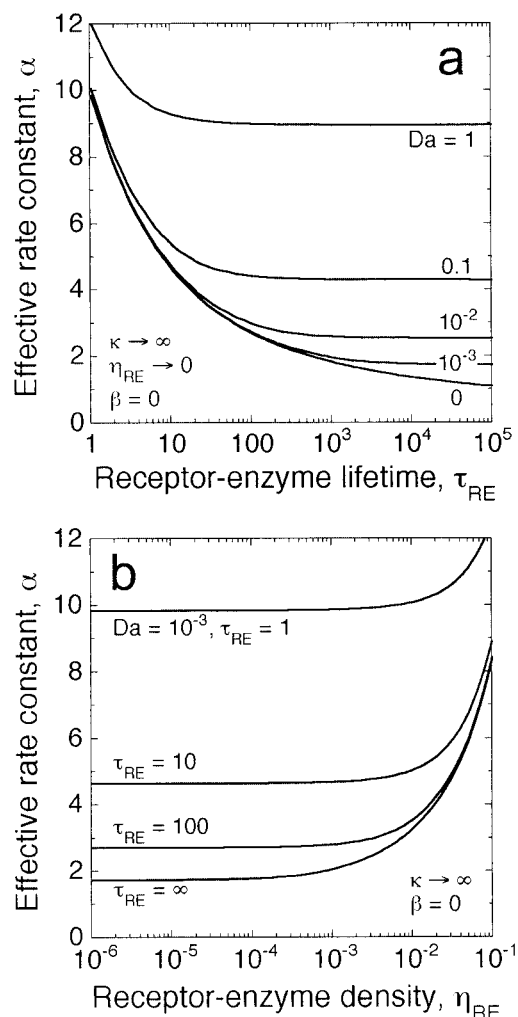 a
12
10
8
6
4
2
0
Effective rate constant, α
Da = 1
0.1
10⁻²
10⁻³
0
κ → ∞
η_RE → 0
β = 0
1 10 100 10³ 10⁴ 10⁵
Receptor-enzyme lifetime, τ_RE
b
12
10
8
6
4
2
0
Effective rate constant, α
Da = 10⁻³, τ_RE = 1
τ_RE = 10
τ_RE = 100
τ_RE = ∞
κ → ∞
β = 0
10⁻⁶ 10⁻⁵ 10⁻⁴ 10⁻³ 10⁻² 10⁻¹
Receptor-enzyme density, η_RE